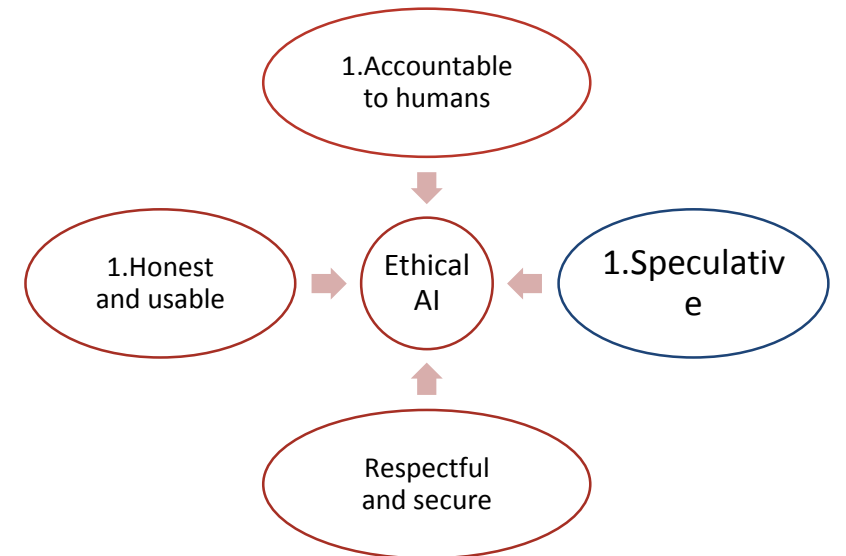 1.Accountable
to humans
1.Honest
and usable
Ethical
AI
1.Speculativ
e
Respectful
and secure